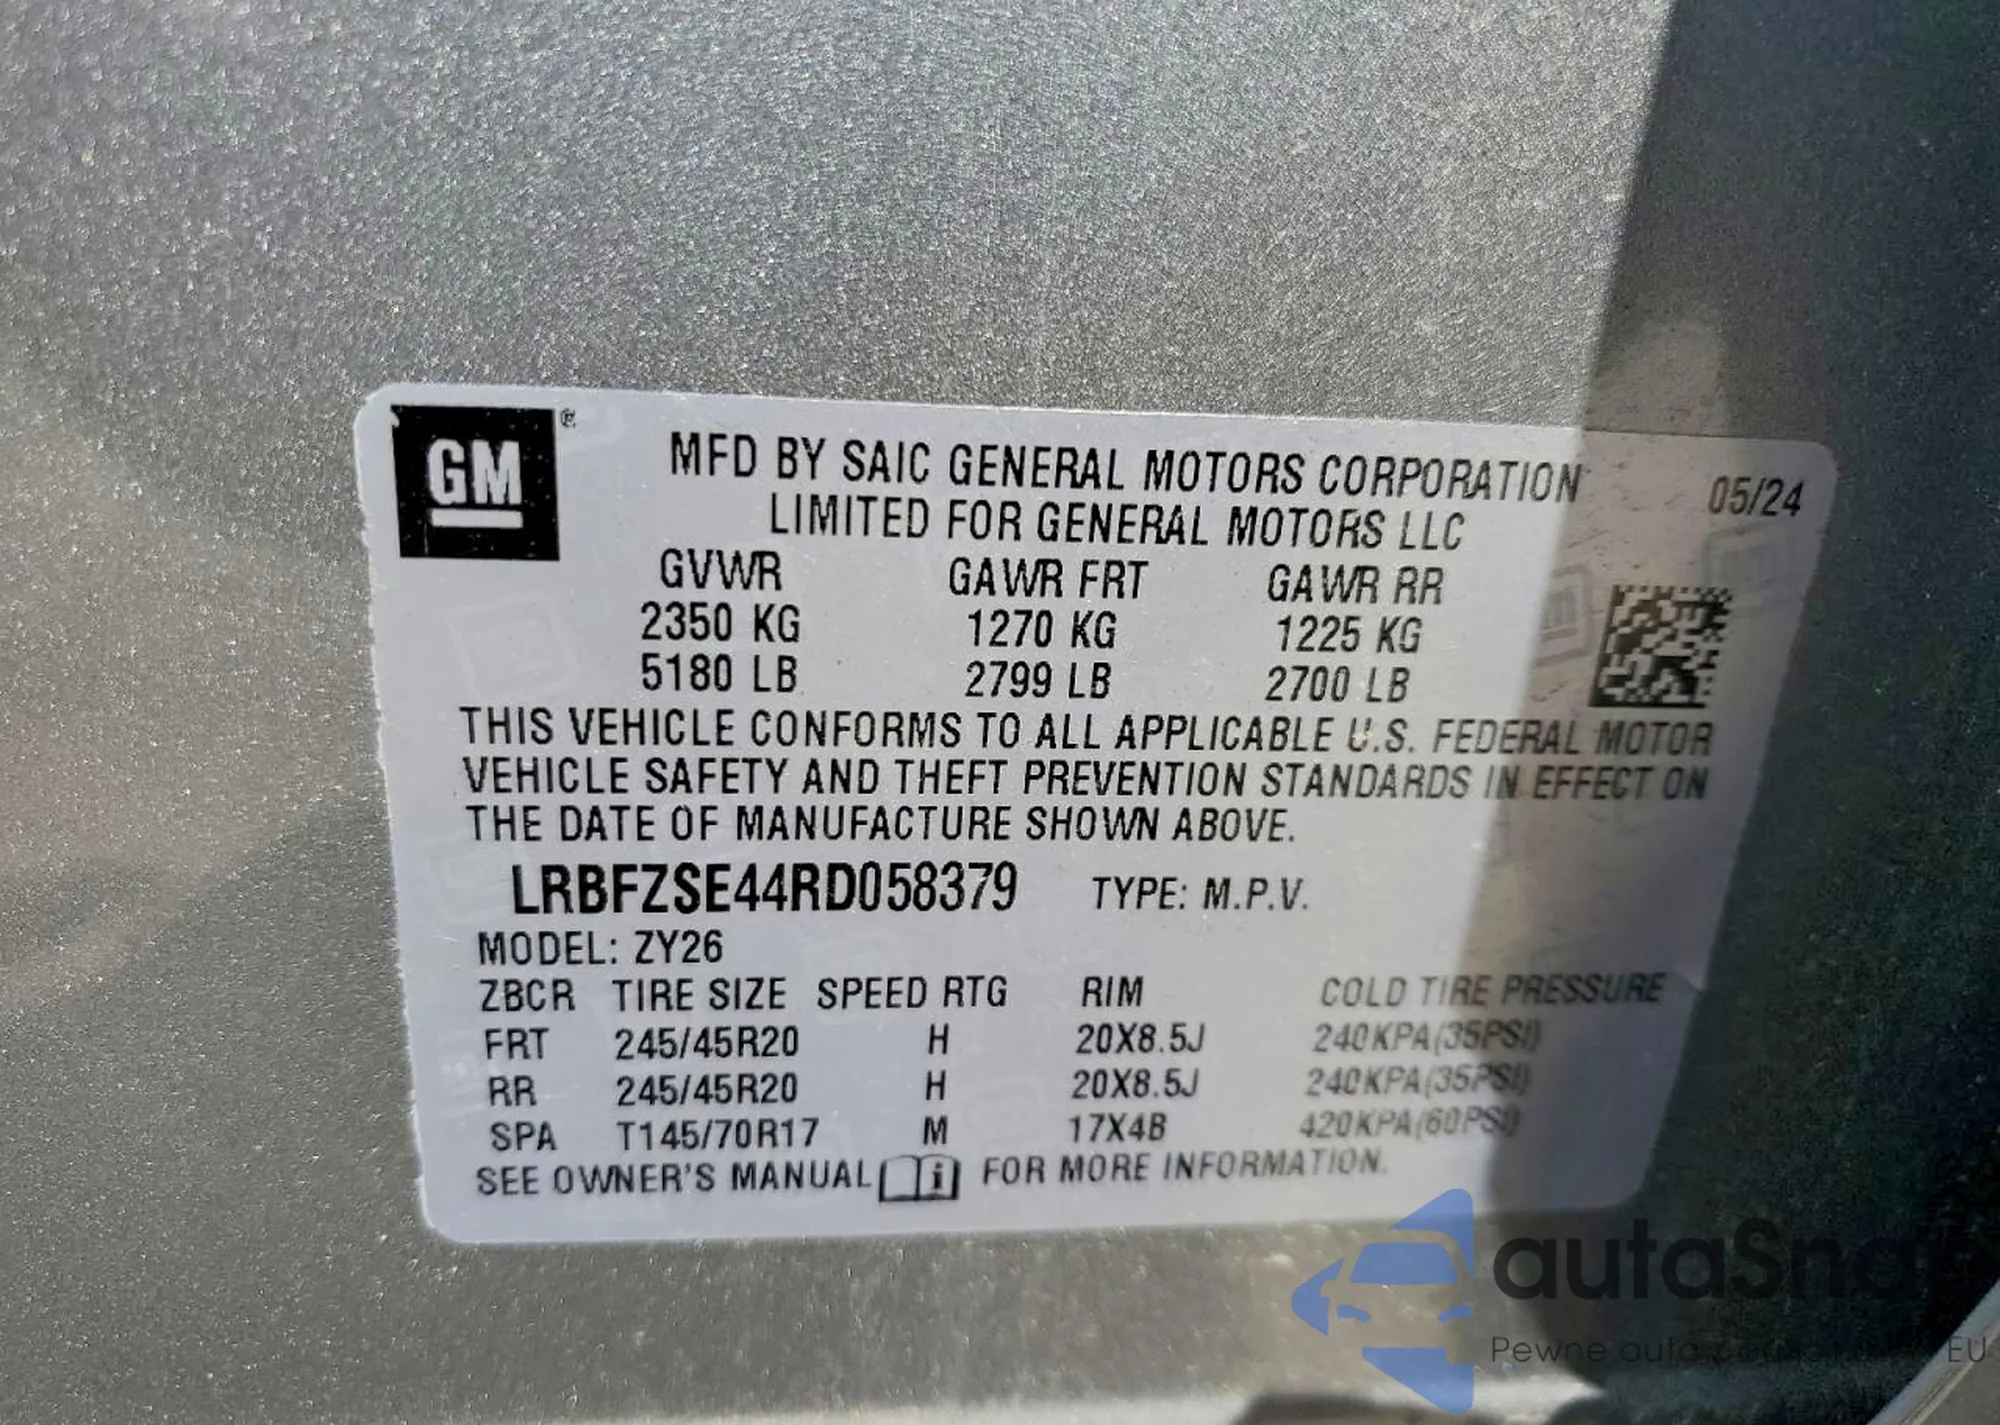 GM ®
MFD BY SAIC GENERAL MOTORS CORPORATION 05/24
LIMITED FOR GENERAL MOTORS LLC
GVWR GAWR FRT GAWR RR
2350 KG 1270 KG 1225 KG
5180 LB 2799 LB 2700 LB
THIS VEHICLE CONFORMS TO ALL APPLICABLE U.S. FEDERAL MOTOR
VEHICLE SAFETY AND THEFT PREVENTION STANDARDS IN EFFECT ON
THE DATE OF MANUFACTURE SHOWN ABOVE.
LRBFZSE44RD058379 TYPE: M.P.V.
MODEL: ZY26
ZBCR TIRE SIZE SPEED RTG RIM COLD TIRE PRESSURE
FRT 245/45R20 H 20X8.5J 240KPA(35PSI)
RR 245/45R20 H 20X8.5J 240KPA(35PSI)
SPA T145/70R17 M 17X4B 420KPA(60PSI)
SEE OWNER'S MANUAL i FOR MORE INFORMATION.
Pewne auta EU